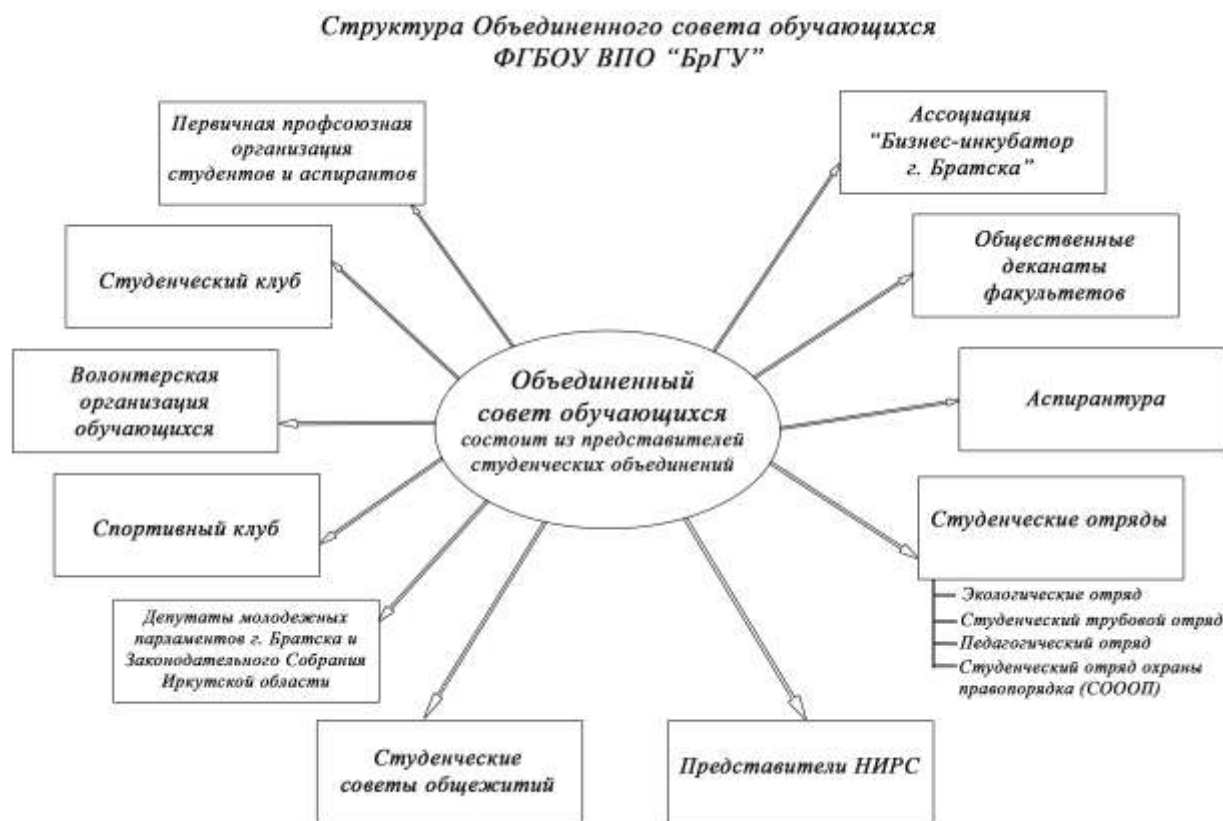 Структура Объединенного совета обучающихся
ФГБОУ ВПО “БрГУ”
Первичная профсоюзная
организация
студентов и аспирантов
Студенческий клуб
Волонтерская
организация
обучающихся
Спортивный клуб
Депутаты молодежных
парламентов г. Братска и
Законодательного Собрания
Иркутской области
Студенческие
советы общежитий
Объединенный
совет обучающихся
состоит из представителей
студенческих объединений
Ассоциация
“Бизнес-инкубатор
г. Братска”
Общественные
деканаты
факультетов
Аспирантура
Студенческие отряды
Экологические отряд
Студенческий трубовой отряд
Педагогический отряд
Студенческий отряд охраны
правопорядка (СОООП)
Представители НИРС